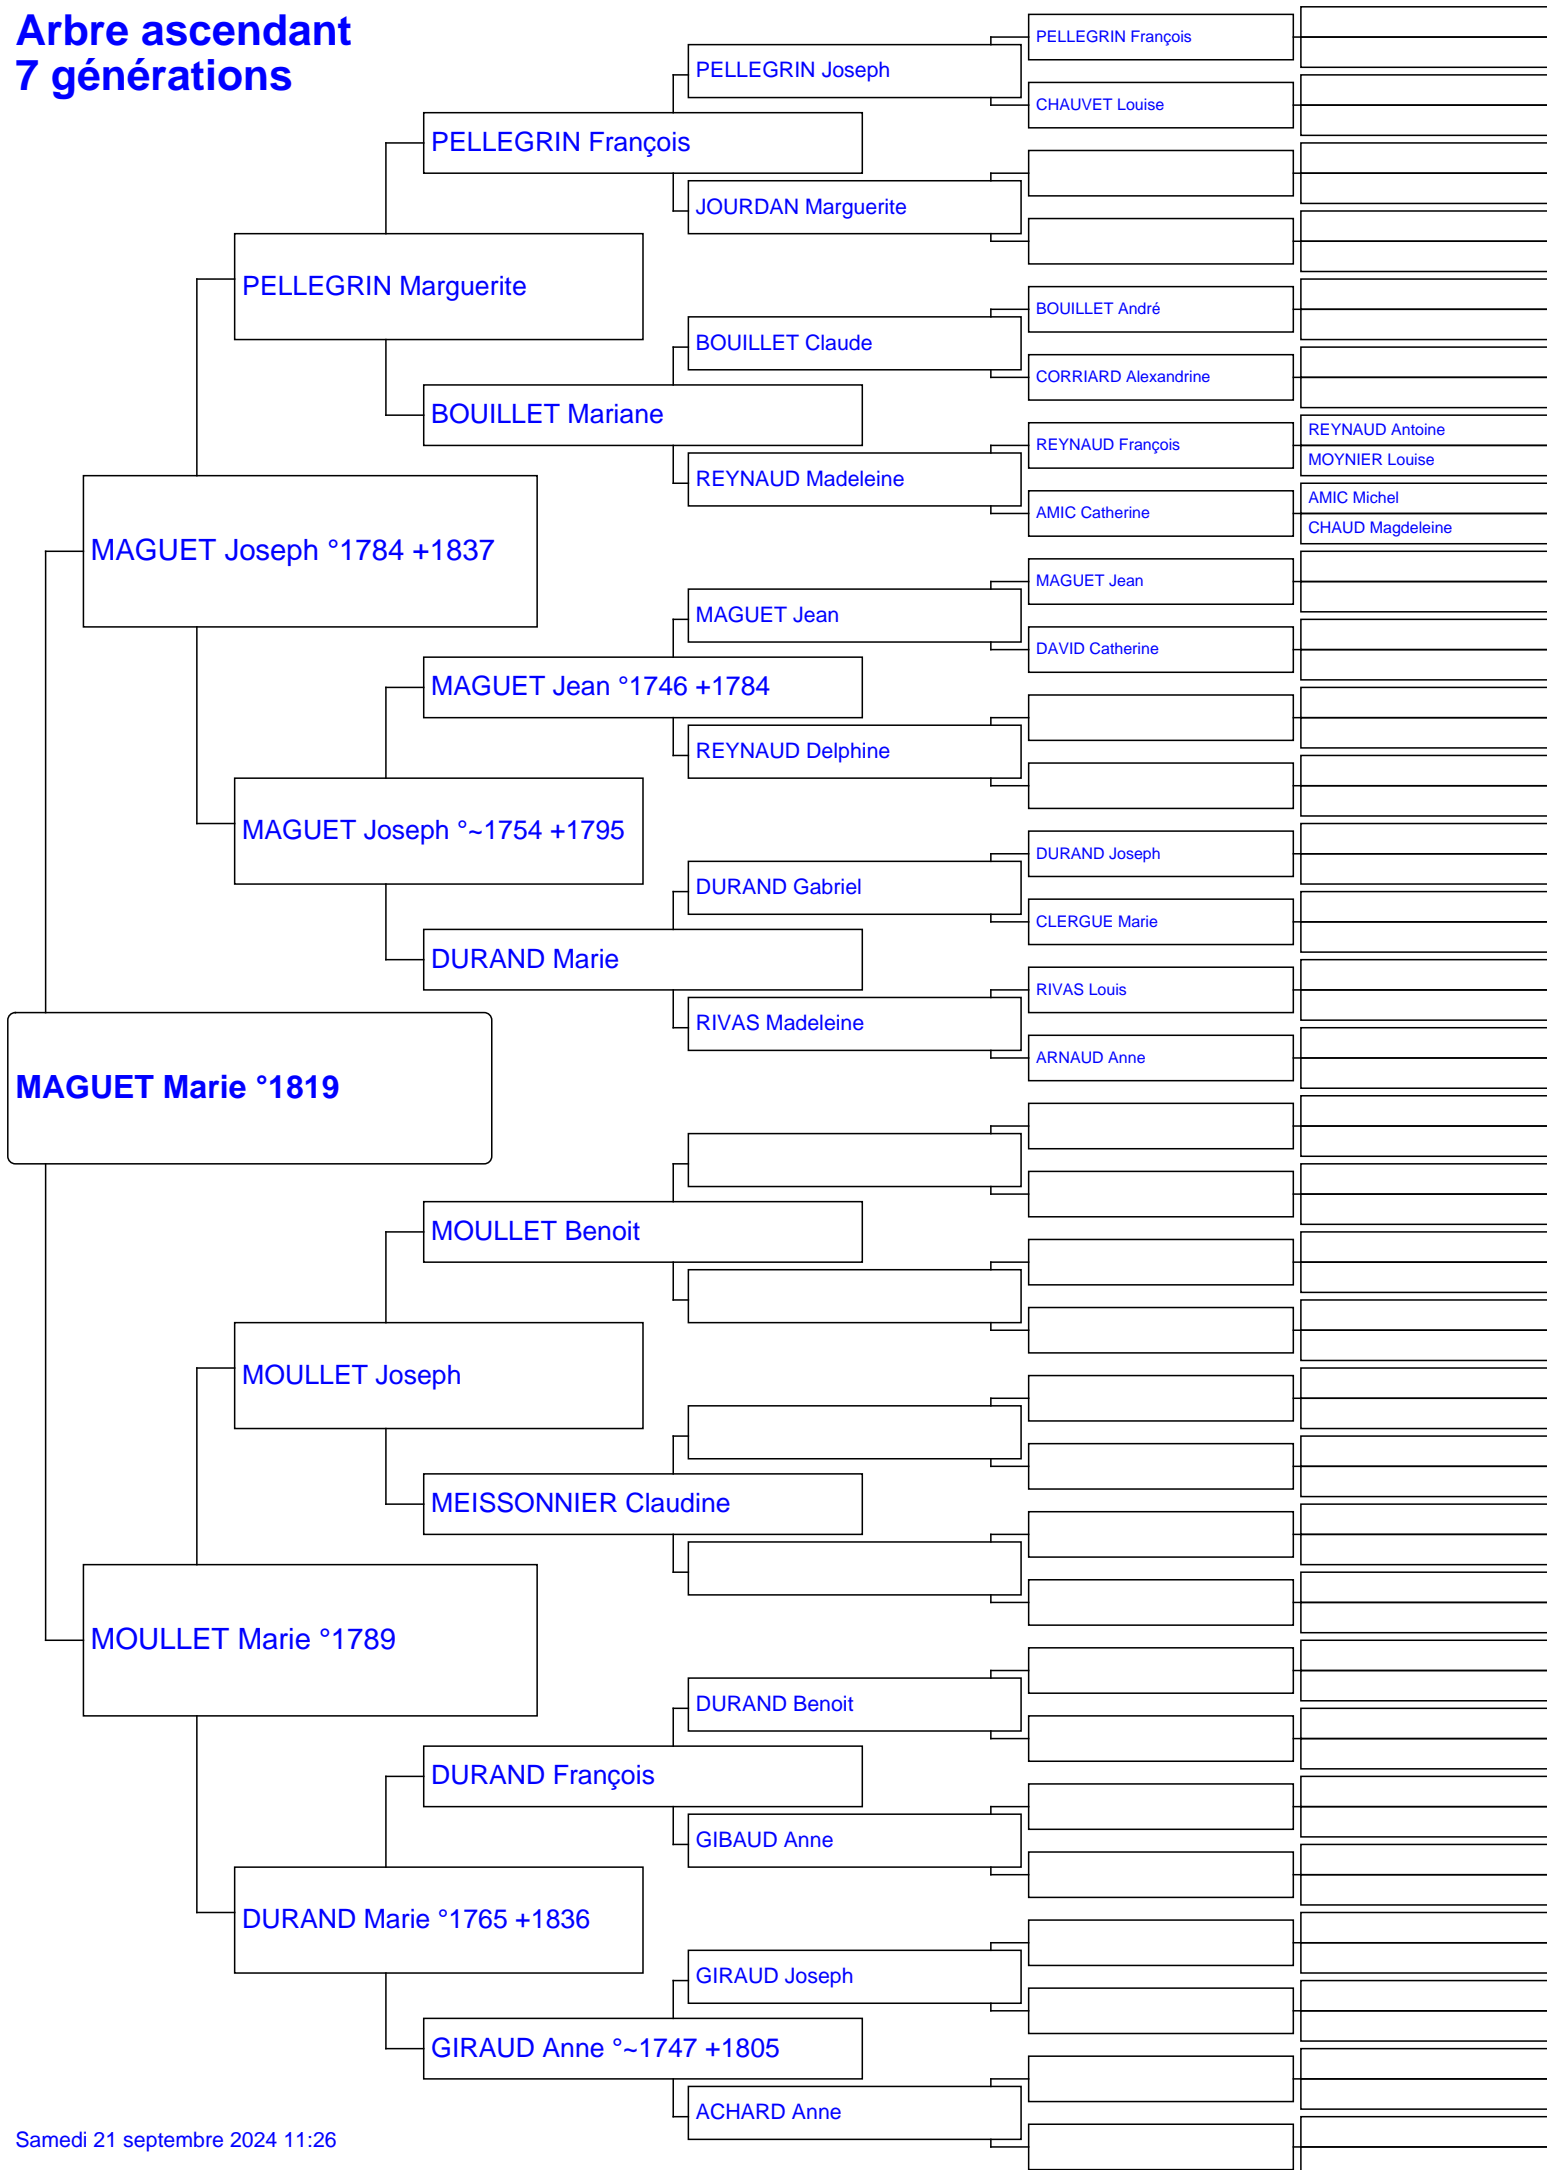 Arbre ascendant
7 générations
PELLEGRIN François
PELLEGRIN Joseph
CHAUVET Louise
PELLEGRIN François
JOURDAN Marguerite
PELLEGRIN Marguerite
BOUILLET André
BOUILLET Claude
CORRIARD Alexandrine
BOUILLET Mariane
REYNAUD Antoine
REYNAUD François
MOYNIER Louise
REYNAUD Madeleine
AMIC Michel
AMIC Catherine
CHAUD Magdeleine
MAGUET Joseph °1784 +1837
MAGUET Jean
MAGUET Jean
DAVID Catherine
MAGUET Jean °1746 +1784
REYNAUD Delphine
MAGUET Joseph °~1754 +1795
DURAND Joseph
DURAND Gabriel
CLERGUE Marie
DURAND Marie
RIVAS Louis
RIVAS Madeleine
ARNAUD Anne
MAGUET Marie °1819
MOULLET Benoit
MOULLET Joseph
MEISSONNIER Claudine
MOULLET Marie °1789
DURAND Benoit
DURAND François
GIBAUD Anne
DURAND Marie °1765 +1836
GIRAUD Joseph
GIRAUD Anne °~1747 +1805
ACHARD Anne
Samedi 21 septembre 2024 11:26